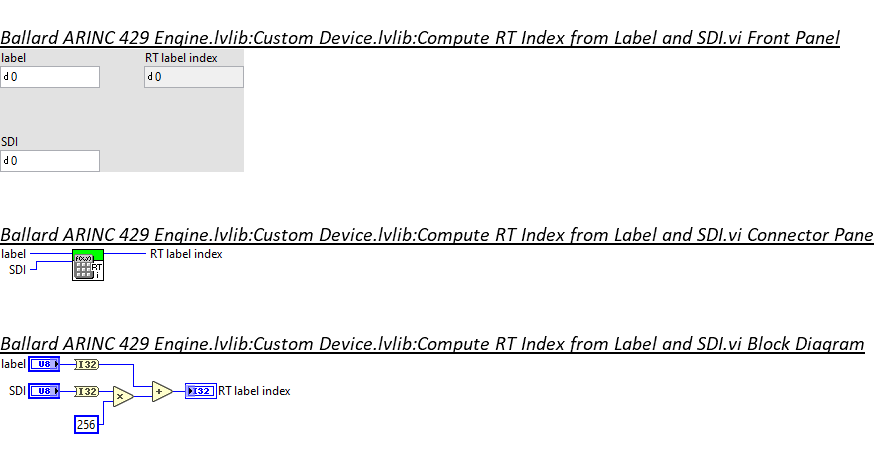 Ballard ARINC 429 Engine.lvlib:Custom Device.lvlib:Compute RT Index from Label and SDI.vi Front Panel
label RT label index
d 0 d 0
SDI
d 0
Ballard ARINC 429 Engine.lvlib:Custom Device.lvlib:Compute RT Index from Label and SDI.vi Connector Pane
label RT label index
SDI
f(x,y)
RT
i
Ballard ARINC 429 Engine.lvlib:Custom Device.lvlib:Compute RT Index from Label and SDI.vi Block Diagram
label U8 I32
SDI U8 I32 × + I32 RT label index
256